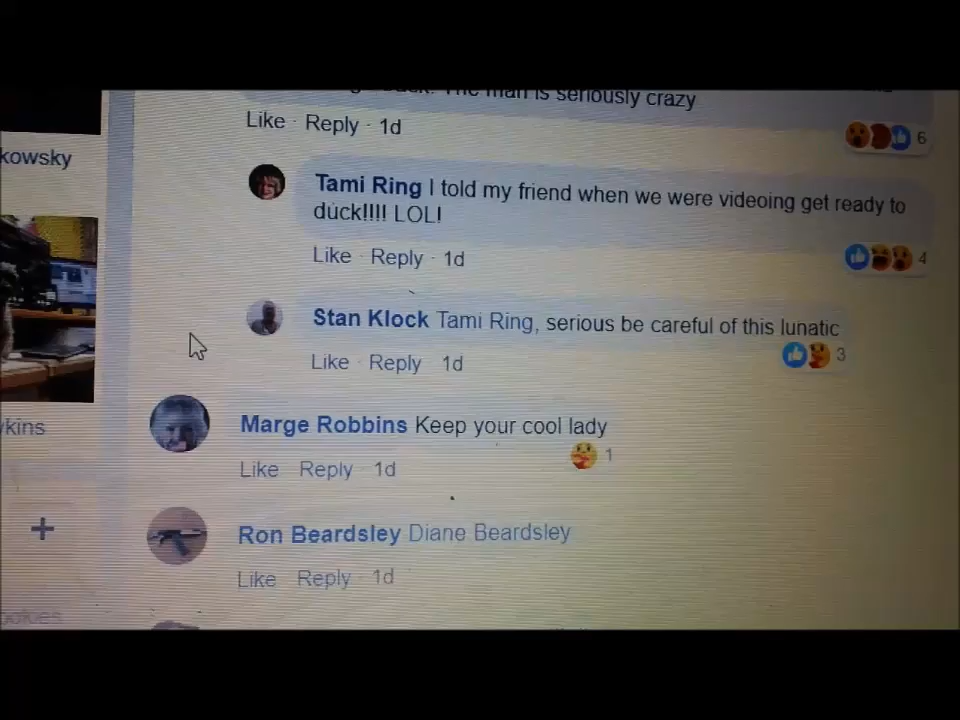 The man is seriously crazy
Like · Reply · 1d
6
kowsky
Tami Ring I told my friend when we were videoing get ready to
duck!!!! LOL!
Like · Reply · 1d
4
Stan Klock Tami Ring, serious be careful of this lunatic
Like · Reply 1d
3
Marge Robbins Keep your cool lady
1
Like Reply 1d
kins
+
Ron Beardsley Diane Beardsley
Like Reply · 1d